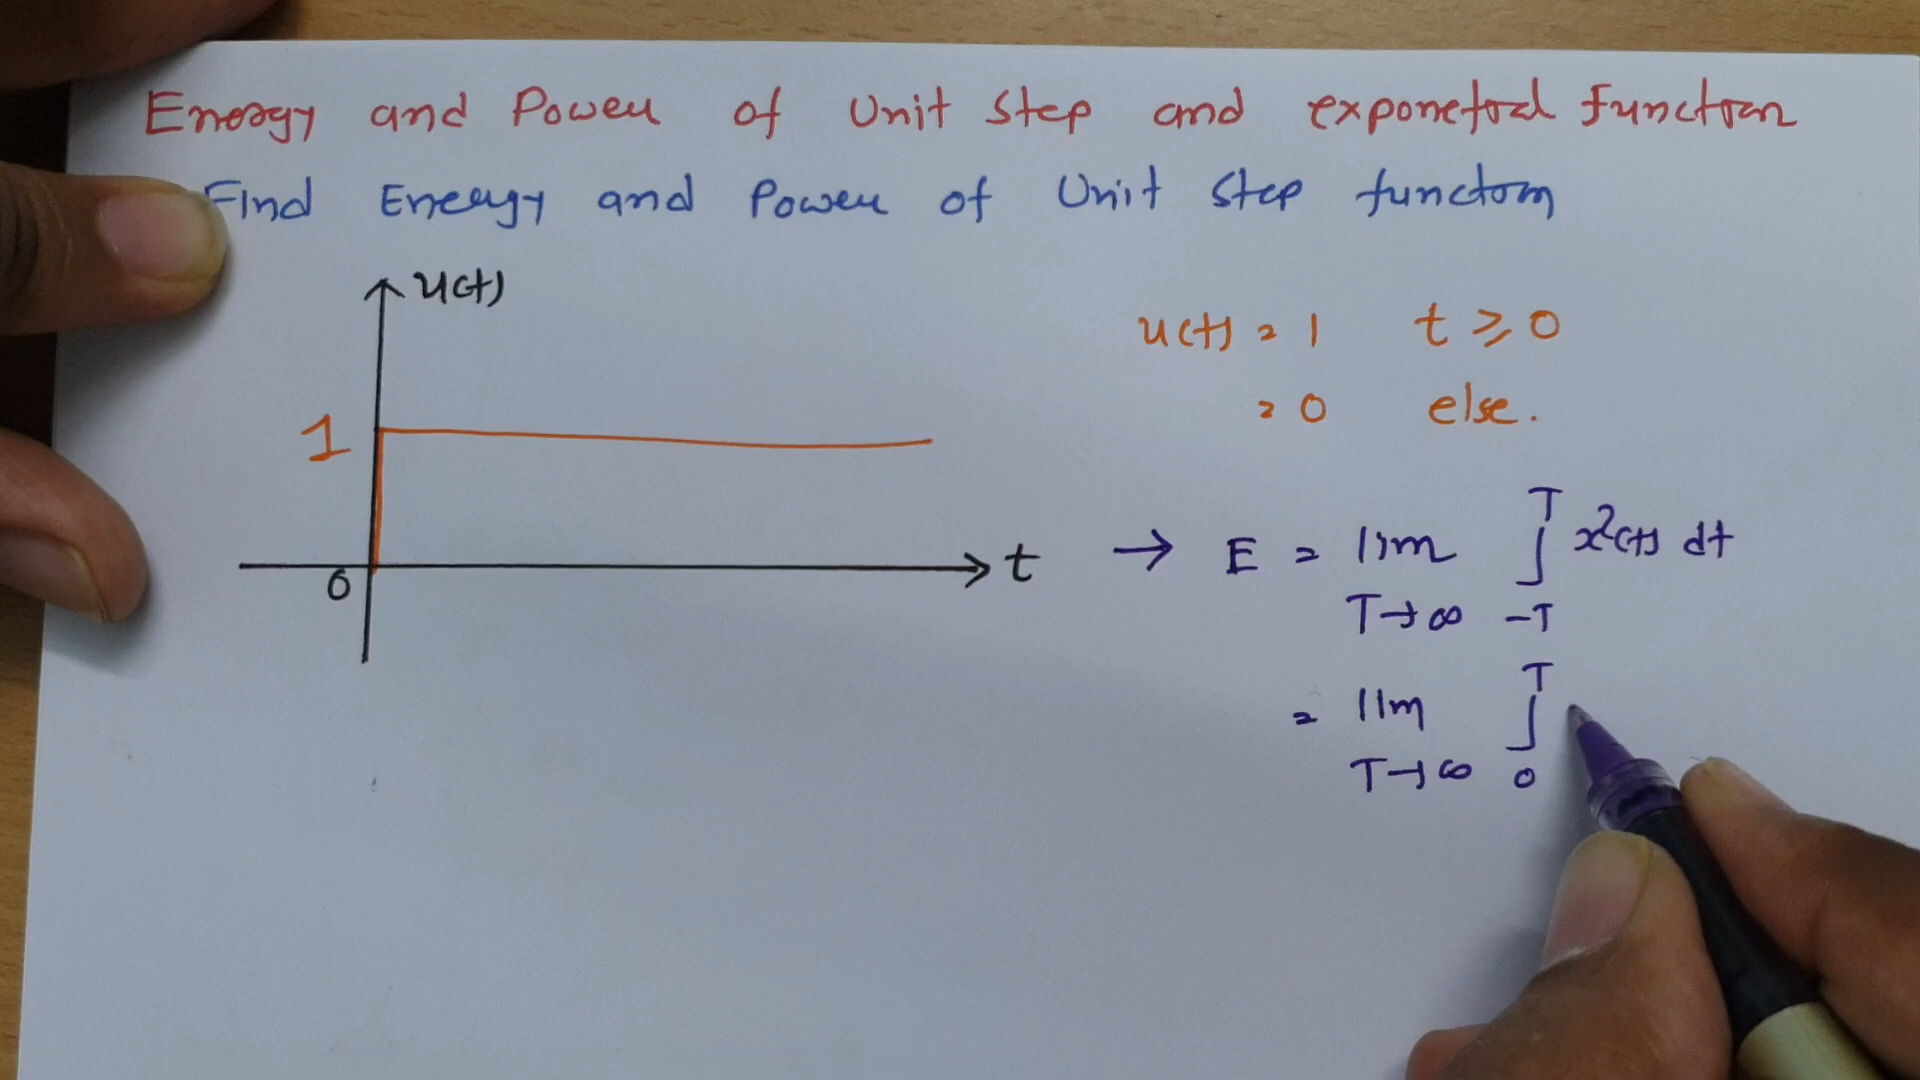 Energy and Power of Unit Step and exponetial function
Find Energy and Power of Unit Step function
u(t)
1
0
t
u(t) = 1 t ⩾ 0
= 0 else.
→ E = lim T→∞ ∫ T -T x²(t) dt
= lim T→∞ ∫ T 0